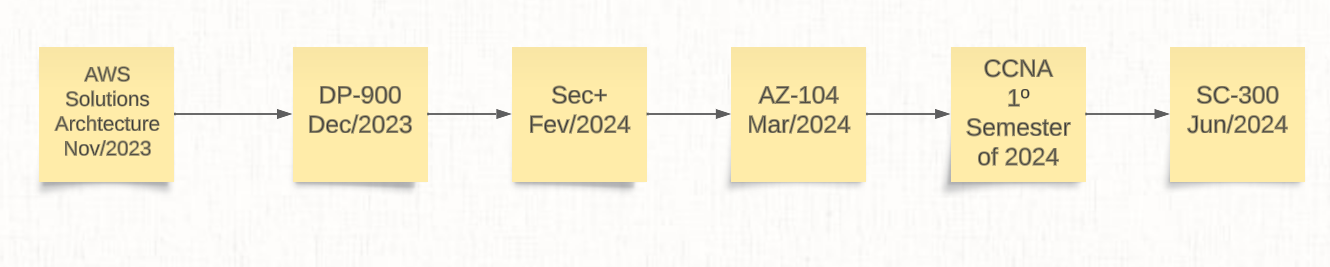 AWS
Solutions
Archtecture
Nov/2023
DP-900
Dec/2023
Sec+
Fev/2024
AZ-104
Mar/2024
CCNA
1º
Semester
of 2024
SC-300
Jun/2024